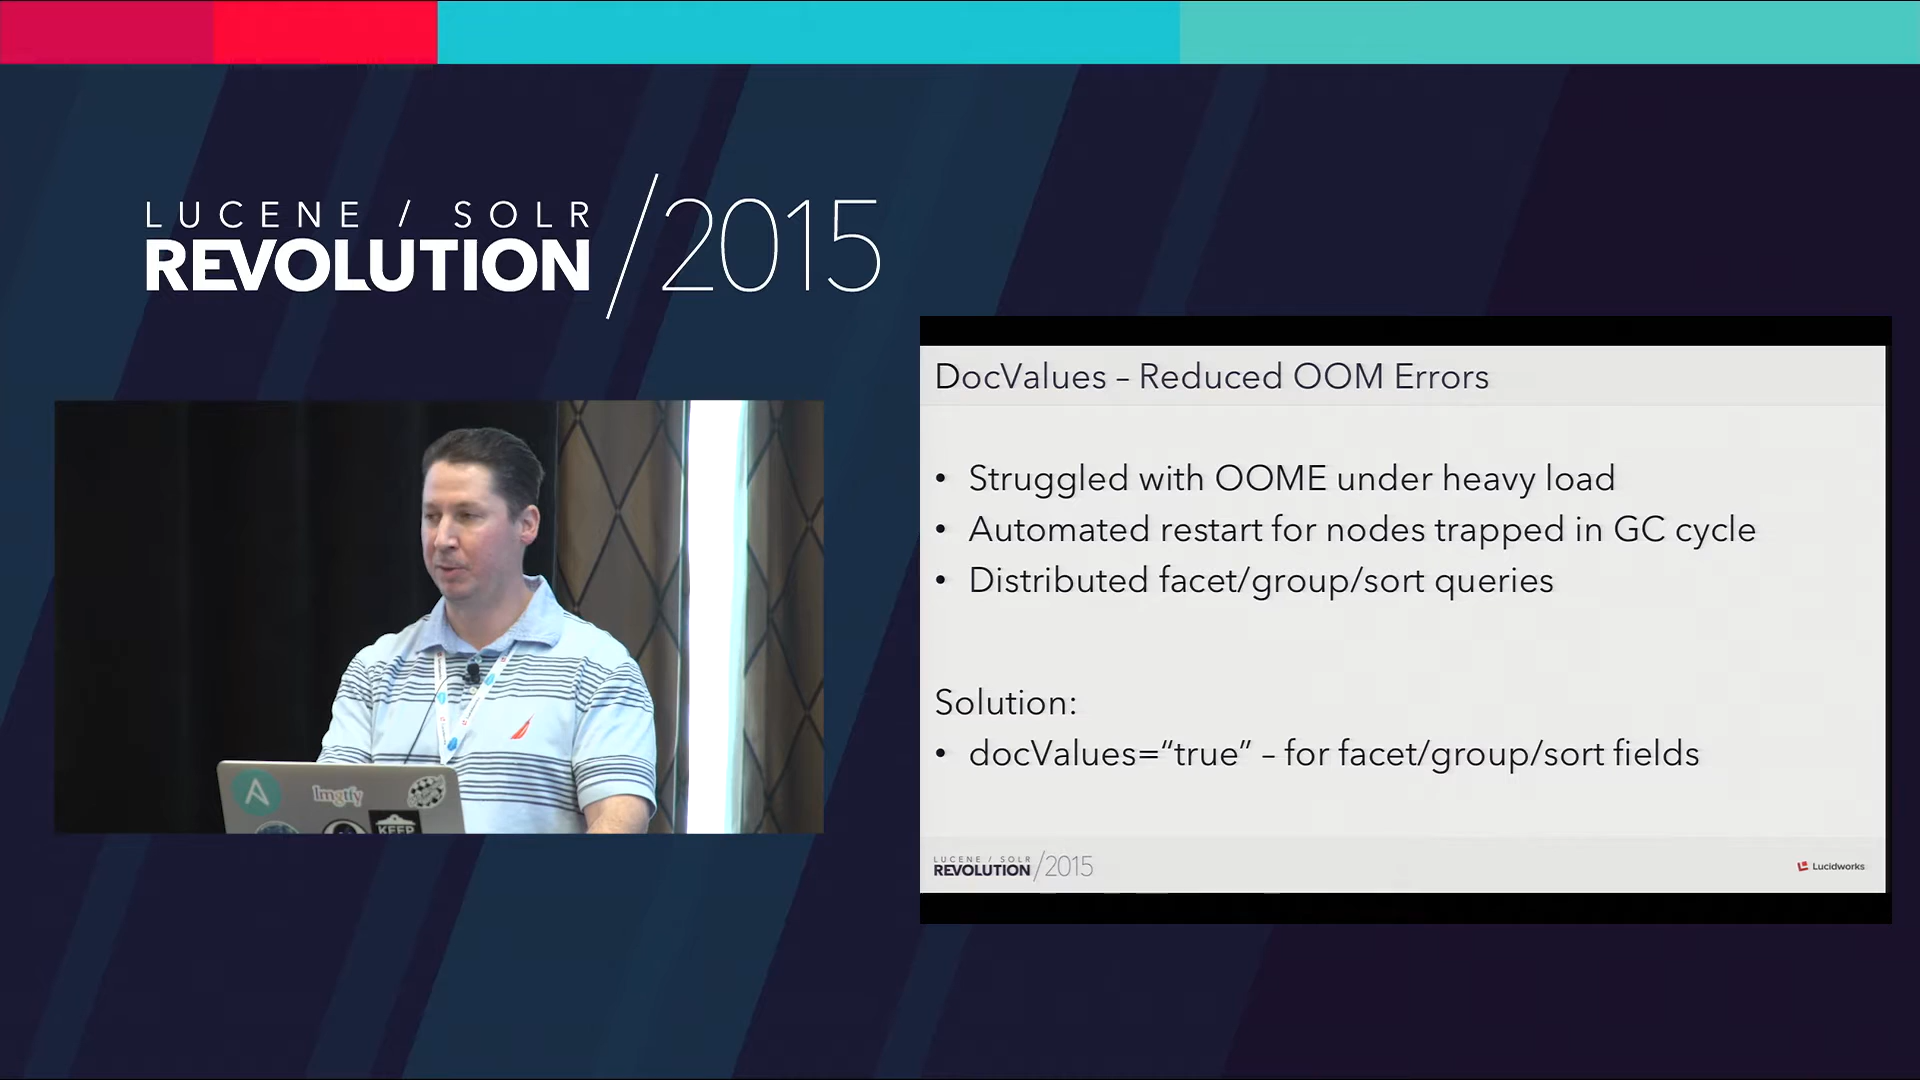 LUCENE / SOLR
REVOLUTION /2015
DocValues – Reduced OOM Errors
• Struggled with OOME under heavy load
• Automated restart for nodes trapped in GC cycle
• Distributed facet/group/sort queries
Solution:
• docValues=“true” – for facet/group/sort fields
LUCENE / SOLR
REVOLUTION /2015
Lucidworks
lmgtfy
KEEP